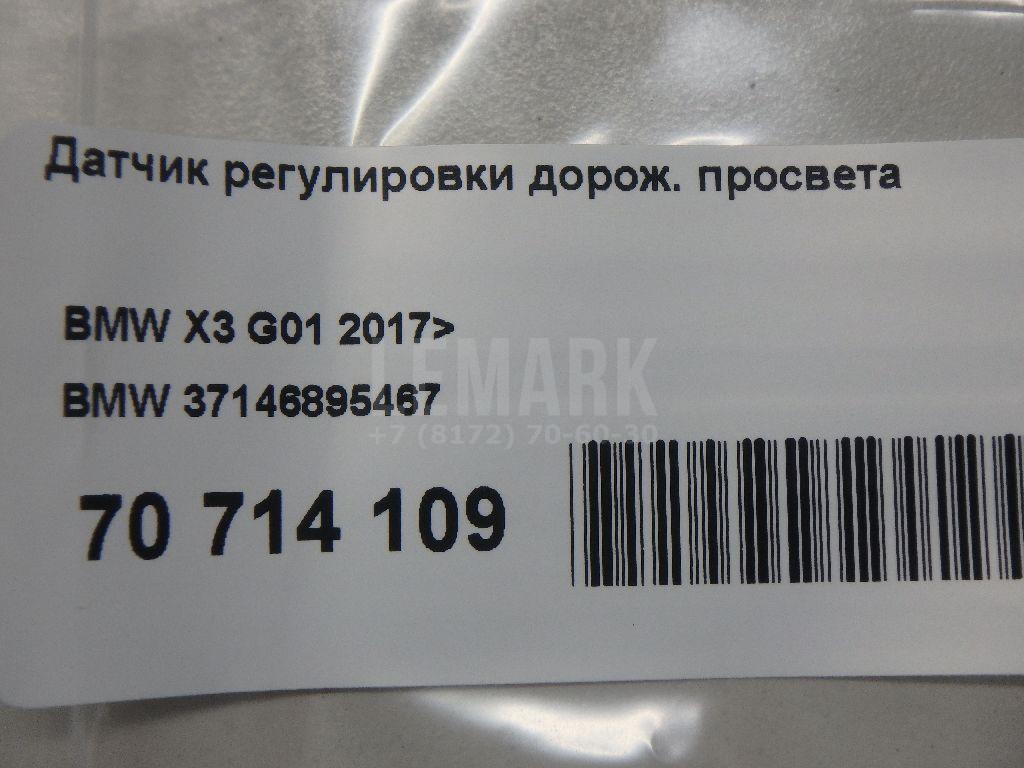 Датчик регулировки дорож. просвета
BMW X3 G01 2017>
LEMARK
BMW 37146895467
+7 (8172) 70-60-30
70 714 109